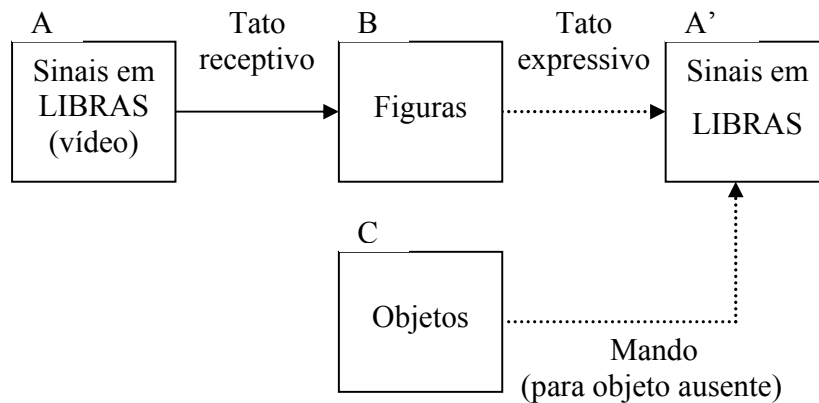 A
Sinais em
LIBRAS
(vídeo)
Tato
receptivo
B
Figuras
Tato
expressivo
A’
Sinais em
LIBRAS
C
Objetos
Mando
(para objeto ausente)